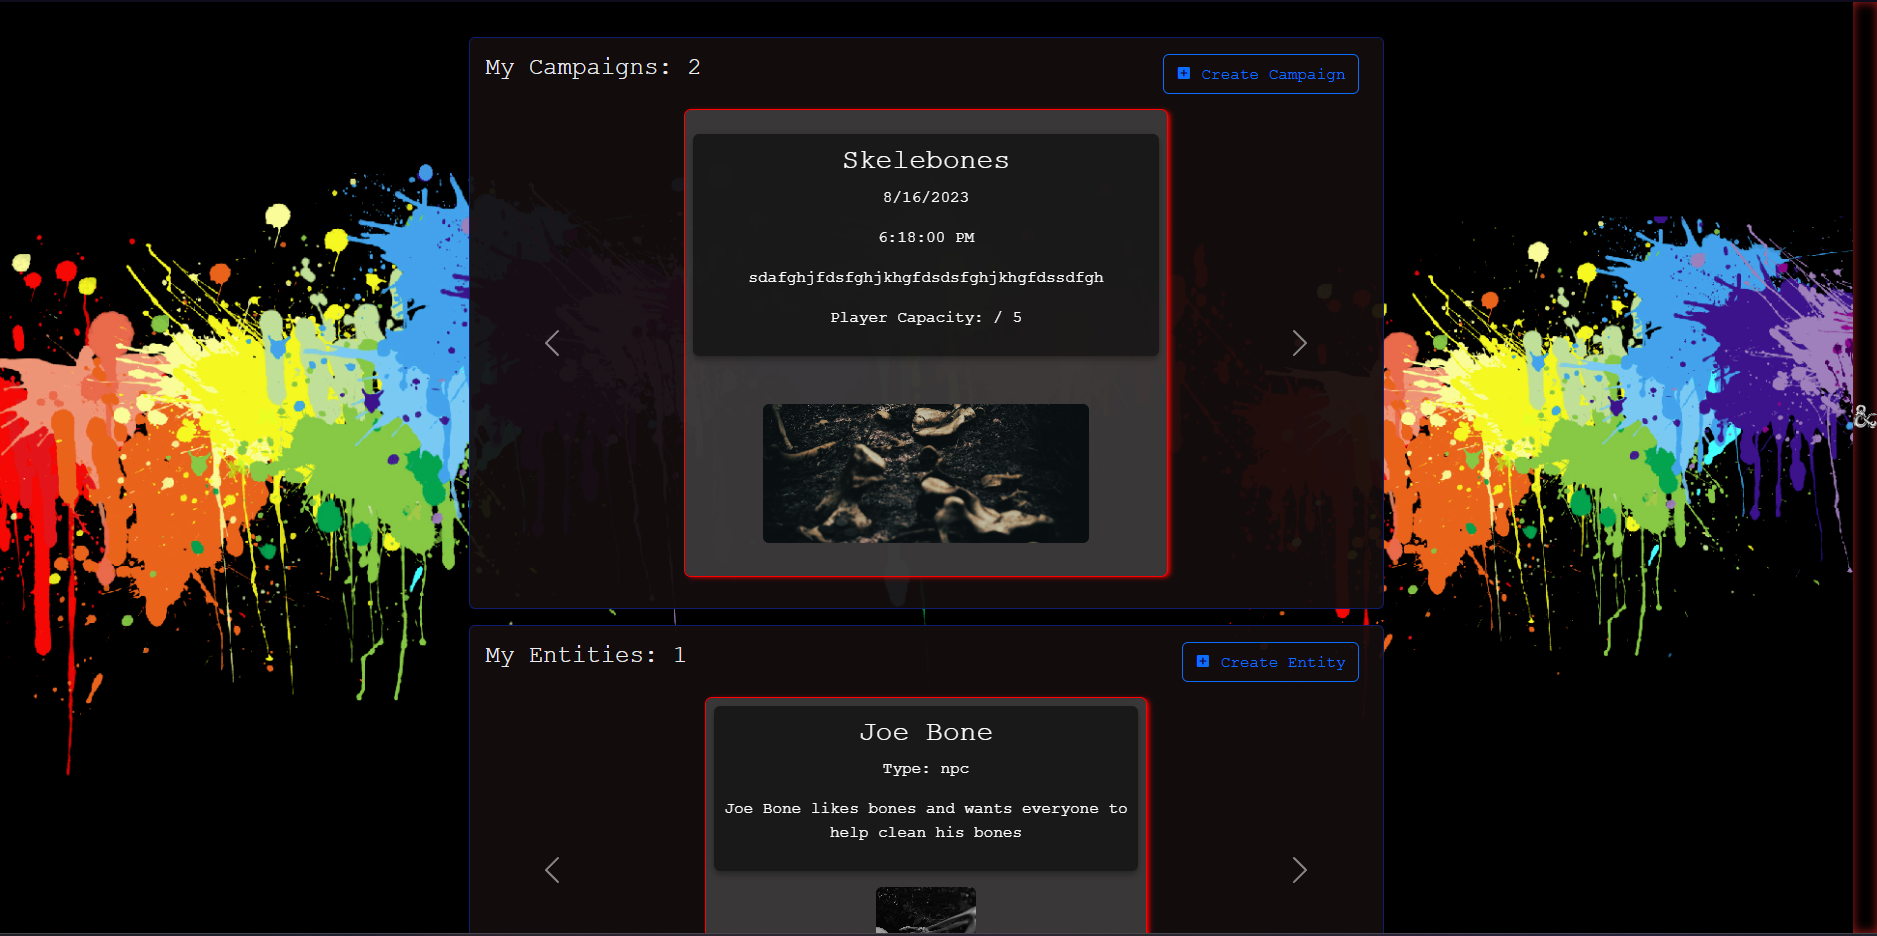 My Campaigns: 2
Create Campaign
Skelebones
8/16/2023
6:18:00 PM
sdafghjfdsfghjkhgfdsdsfghjkhgfdssdfgh
Player Capacity: / 5
&
My Entities: 1
Create Entity
Joe Bone
Type: npc
Joe Bone likes bones and wants everyone to
help clean his bones